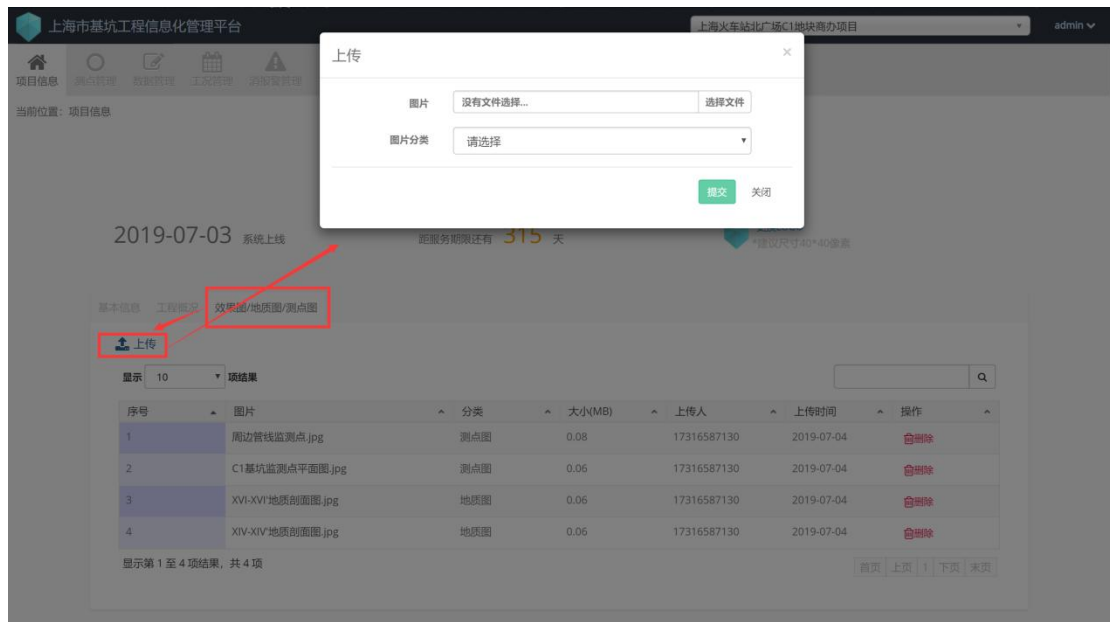 上海市基坑工程信息化管理平台
上海火车站北广场C1地块商办项目
admin
项目信息 测点管理 数据管理 工况管理
当前位置：项目信息
上传 ×
图片 没有文件选择... 选择文件
图片分类 请选择
提交 关闭
2019-07-03 系统上线
距服务期限还有 315 天
*建议尺寸40*40像素
基本信息 工程概况 效果图/地质图/测点图
上传
显示 10 项结果
序号 图片 分类 大小(MB) 上传人 上传时间 操作
1 周边管线监测点.jpg 测点图 0.08 17316587130 2019-07-04 删除
2 C1基坑监测点平面图.jpg 测点图 0.06 17316587130 2019-07-04 删除
3 XVI-XVI'地质剖面图.jpg 地质图 0.06 17316587130 2019-07-04 删除
4 XIV-XIV'地质剖面图.jpg 地质图 0.06 17316587130 2019-07-04 删除
显示第 1 至 4 项结果，共 4 项
首页 上页 1 下页 末页